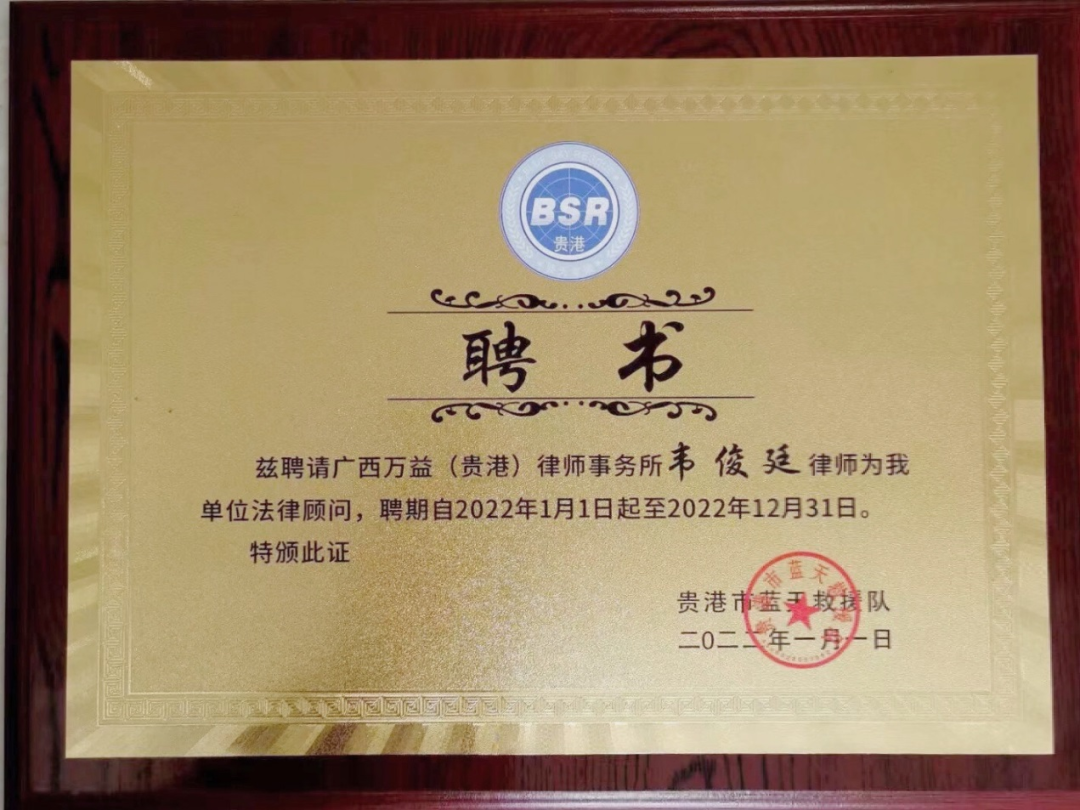 BSR
贵港
聘书
兹聘请广西万益（贵港）律师事务所韦俊廷律师为我
单位法律顾问，聘期自2022年1月1日起至2022年12月31日。
特颁此证
贵港市蓝天救援队
二〇二二年一月一日